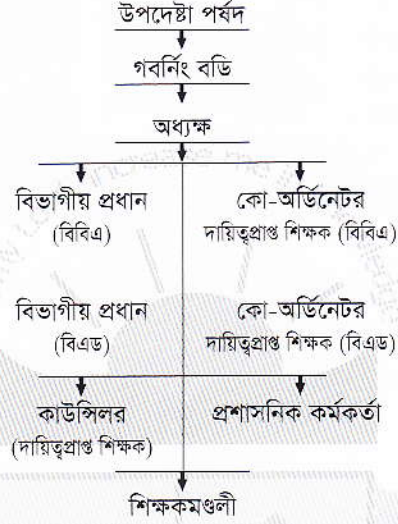 উপদেষ্টা পর্ষদ
গবর্নিং বডি
অধ্যক্ষ
বিভাগীয় প্রধান
(বিবিএ)
কো-অর্ডিনেটর
দায়িত্বপ্রাপ্ত শিক্ষক (বিবিএ)
বিভাগীয় প্রধান
(বিএড)
কো-অর্ডিনেটর
দায়িত্বপ্রাপ্ত শিক্ষক (বিএড)
কাউন্সিলর
(দায়িত্বপ্রাপ্ত শিক্ষক)
প্রশাসনিক কর্মকর্তা
শিক্ষকমণ্ডলী